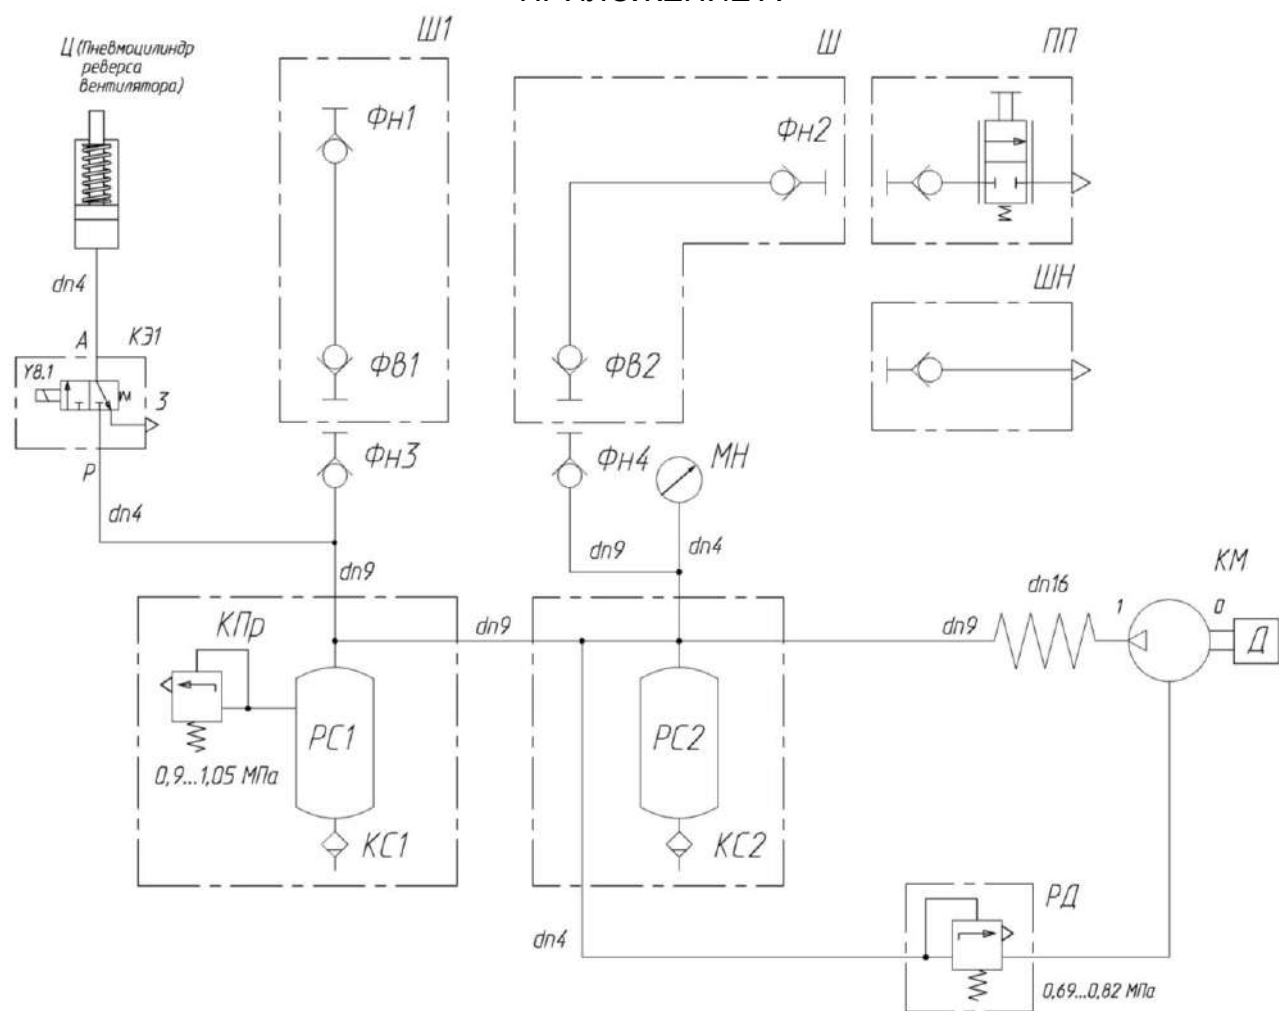 Ц (Пневмоцилиндр
реверса
вентилятора)
Ш1
Ш
ПП
Фн1
Фн2
dn4
ШН
А
КЭ1
Y8.1
3
ФВ1
ФВ2
Р
Фн3
Фн4
МН
dn4
dn9
dn9
dn4
КМ
dn16
1
0
КПр
dn9
dn9
Д
РС1
РС2
0,9...1,05 МПа
КС1
КС2
РД
dn4
0,69...0,82 МПа